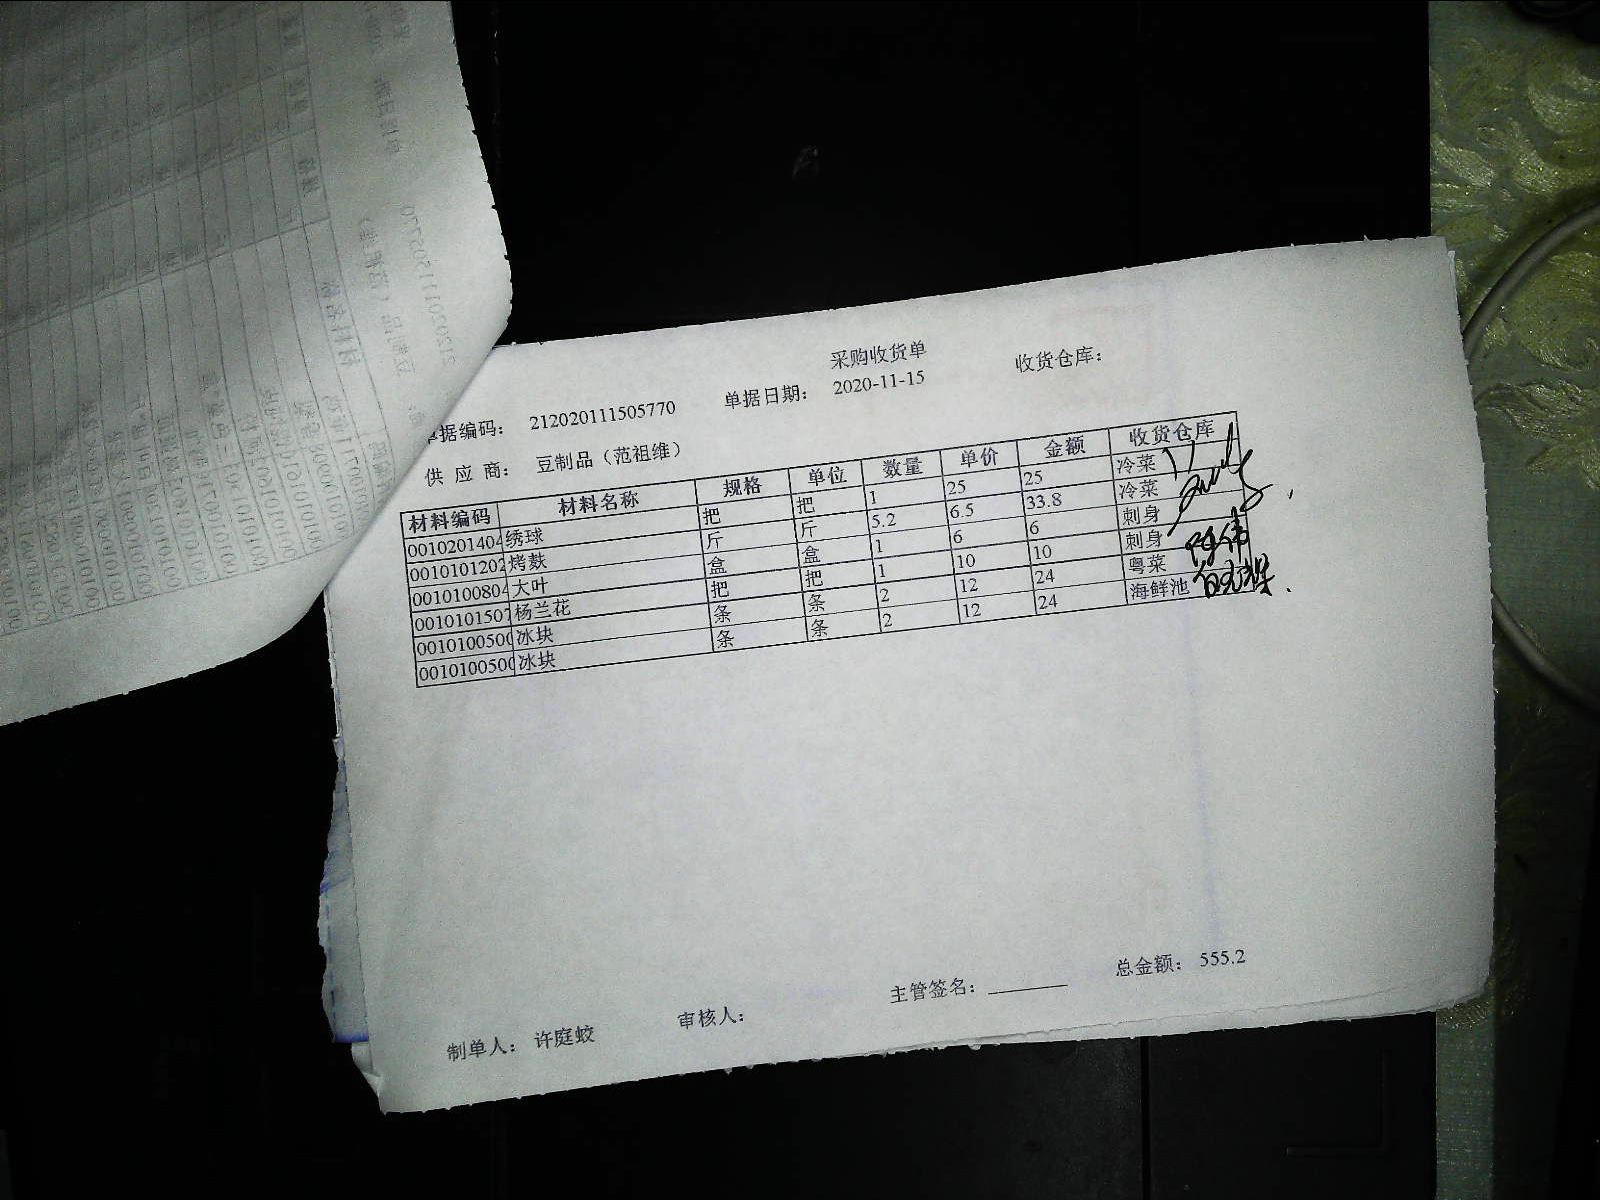 采购收货单
单据编码： 212020111505770 单据日期： 2020-11-15 收货仓库：
供 应 商： 豆制品（范祖维）
材料编码 材料名称 规格 单位 数量 单价 金额 收货仓库
0010201404 绣球 把 把 1 25 25 冷菜
0010101202 烤麸 斤 斤 5.2 6.5 33.8 冷菜
0010100804 大叶 盒 盒 1 6 6 刺身
0010101507 杨兰花 把 把 1 10 10 刺身
0010100500 冰块 条 条 2 12 24 粤菜
0010100500 冰块 条 条 2 12 24 海鲜池
总金额： 555.2
制单人： 许庭蛟 审核人： 主管签名：